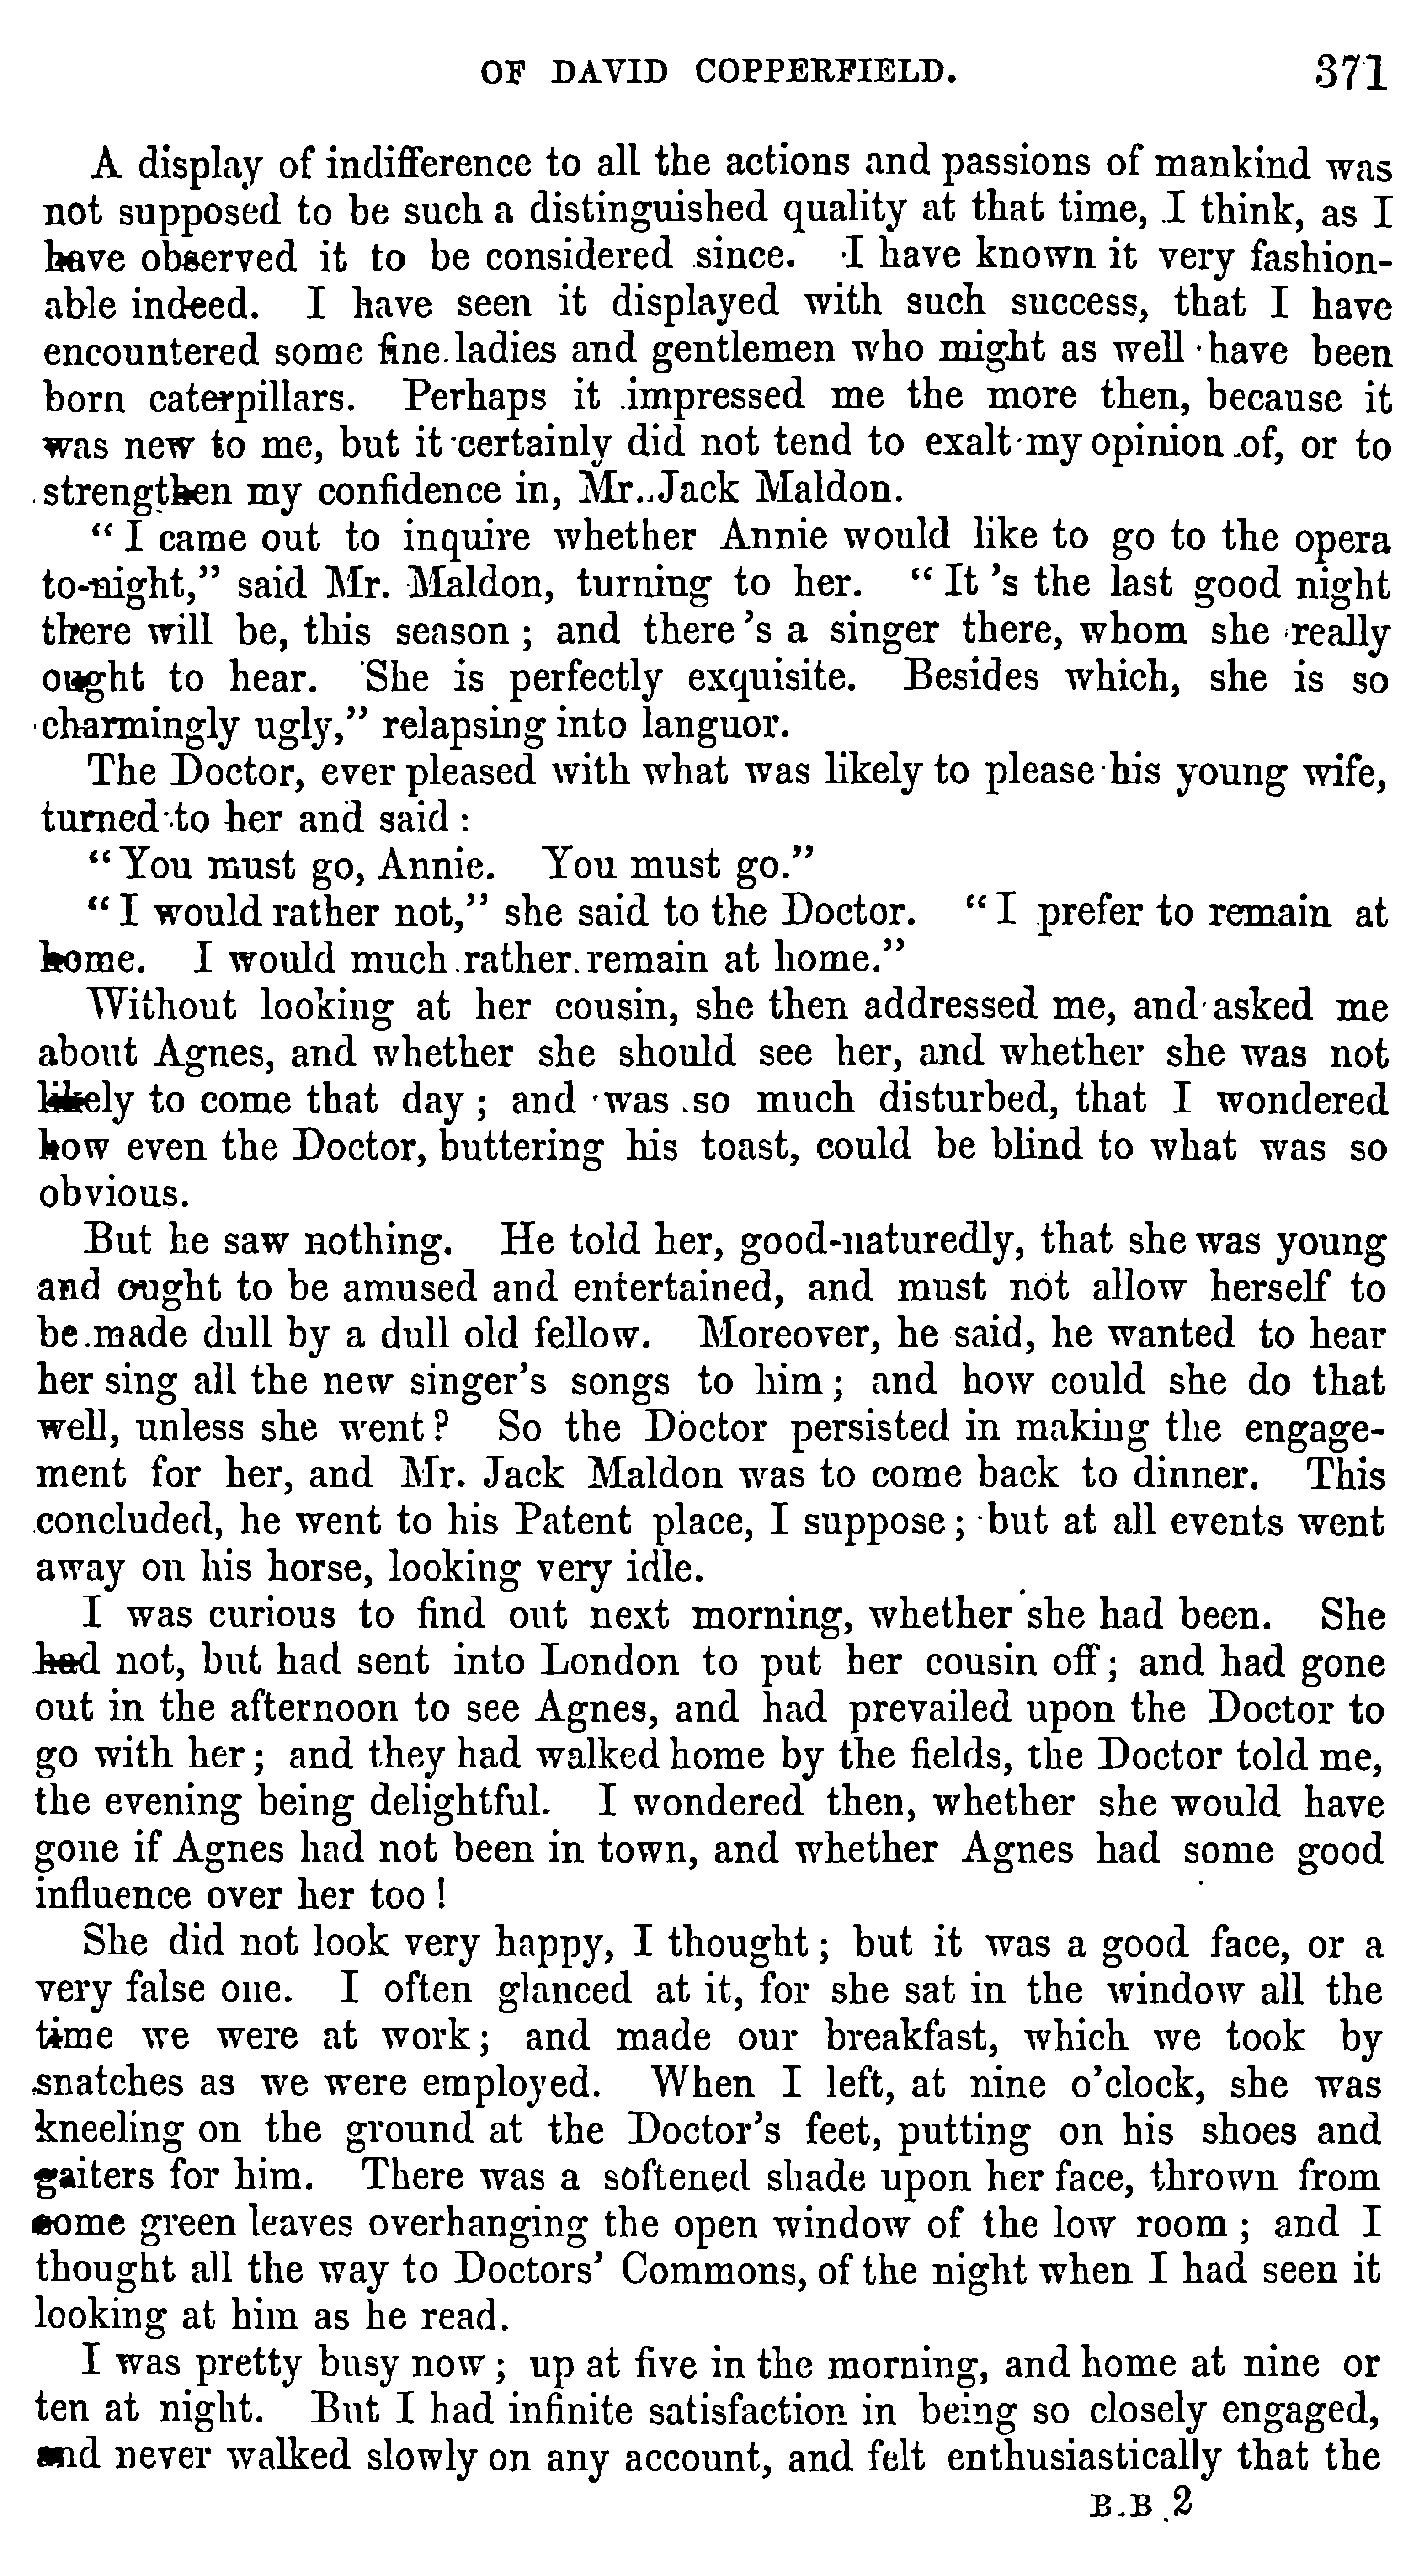 OF DAVID COPPERFIELD. 371
A display of indifference to all the actions and passions of mankind was
not supposed to be such a distinguished quality at that time, I think, as I
have observed it to be considered since. I have known it very fashion-
able indeed. I have seen it displayed with such success, that I have
encountered some fine ladies and gentlemen who might as well have been
born caterpillars. Perhaps it impressed me the more then, because it
was new to me, but it certainly did not tend to exalt my opinion of, or to
strengthen my confidence in, Mr. Jack Maldon.
“I came out to inquire whether Annie would like to go to the opera
to-night,” said Mr. Maldon, turning to her. “It 's the last good night
there will be, this season; and there 's a singer there, whom she really
ought to hear. She is perfectly exquisite. Besides which, she is so
charmingly ugly,” relapsing into languor.
The Doctor, ever pleased with what was likely to please his young wife,
turned to her and said:
“You must go, Annie. You must go.”
“I would rather not,” she said to the Doctor. “I prefer to remain at
home. I would much rather remain at home.”
Without looking at her cousin, she then addressed me, and asked me
about Agnes, and whether she should see her, and whether she was not
likely to come that day; and was so much disturbed, that I wondered
how even the Doctor, buttering his toast, could be blind to what was so
obvious.
But he saw nothing. He told her, good-naturedly, that she was young
and ought to be amused and entertained, and must not allow herself to
be made dull by a dull old fellow. Moreover, he said, he wanted to hear
her sing all the new singer's songs to him; and how could she do that
well, unless she went? So the Doctor persisted in making the engage-
ment for her, and Mr. Jack Maldon was to come back to dinner. This
concluded, he went to his Patent place, I suppose; but at all events went
away on his horse, looking very idle.
I was curious to find out next morning, whether she had been. She
had not, but had sent into London to put her cousin off; and had gone
out in the afternoon to see Agnes, and had prevailed upon the Doctor to
go with her; and they had walked home by the fields, the Doctor told me,
the evening being delightful. I wondered then, whether she would have
gone if Agnes had not been in town, and whether Agnes had some good
influence over her too!
She did not look very happy, I thought; but it was a good face, or a
very false one. I often glanced at it, for she sat in the window all the
time we were at work; and made our breakfast, which we took by
snatches as we were employed. When I left, at nine o'clock, she was
kneeling on the ground at the Doctor's feet, putting on his shoes and
gaiters for him. There was a softened shade upon her face, thrown from
some green leaves overhanging the open window of the low room; and I
thought all the way to Doctors' Commons, of the night when I had seen it
looking at him as he read.
I was pretty busy now; up at five in the morning, and home at nine or
ten at night. But I had infinite satisfaction in being so closely engaged,
and never walked slowly on any account, and felt enthusiastically that the
B B 2